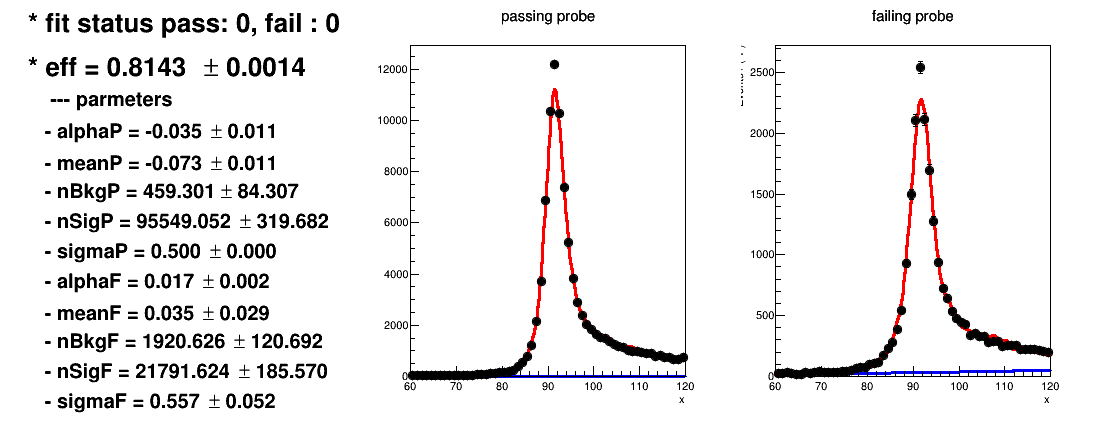 * fit status pass: 0, fail : 0
* eff = 0.8143 ± 0.0014
--- parmeters
- alphaP = -0.035 ± 0.011
- meanP = -0.073 ± 0.011
- nBkgP = 459.301 ± 84.307
- nSigP = 95549.052 ± 319.682
- sigmaP = 0.500 ± 0.000
- alphaF = 0.017 ± 0.002
- meanF = 0.035 ± 0.029
- nBkgF = 1920.626 ± 120.692
- nSigF = 21791.624 ± 185.570
- sigmaF = 0.557 ± 0.052
passing probe
12000
10000
8000
6000
4000
2000
0
60 70 80 90 100 110 120
x
failing probe
2500
2000
1500
1000
500
0
60 70 80 90 100 110 120
x